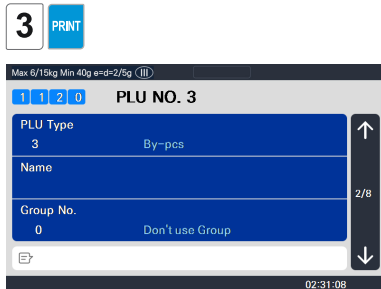 3 PRINT
Max 6/15kg Min 40g e=d=2/5g III
1 1 2 0 PLU NO. 3
PLU Type
3 By-pcs
Name
2/8
Group No.
0 Don't use Group
02:31:08